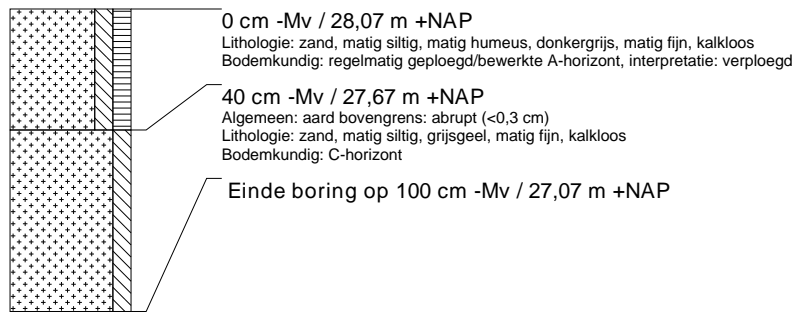 0 cm -Mv / 28,07 m +NAP
Lithologie: zand, matig siltig, matig humeus, donkergrijs, matig fijn, kalkloos
Bodemkundig: regelmatig geploegd/bewerkte A-horizont, interpretatie: verploegd
40 cm -Mv / 27,67 m +NAP
Algemeen: aard bovengrens: abrupt (<0,3 cm)
Lithologie: zand, matig siltig, grijsgeel, matig fijn, kalkloos
Bodemkundig: C-horizont
Einde boring op 100 cm -Mv / 27,07 m +NAP